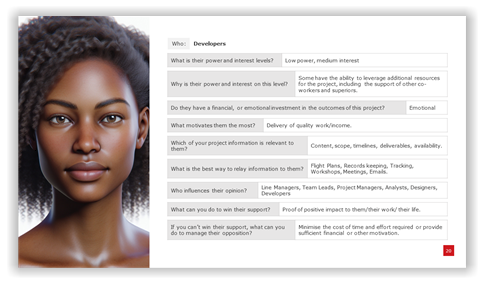 Who: Developers
What is their power and interest levels? Low power, medium interest
Why is their power and interest on this level? Some have the ability to leverage additional resources
for the project, including the support of other co-
workers and superiors.
Do they have a financial, or emotional investment in the outcomes of this project? Emotional
What motivates them the most? Delivery of quality work/income.
Which of your project information is relevant to
them? Content, scope, timelines, deliverables, availability.
What is the best way to relay information to them? Flight Plans, Records keeping, Tracking,
Workshops, Meetings, Emails.
Who influences their opinion? Line Managers, Team Leads, Project Managers, Analysts, Designers,
Developers
What can you do to win their support? Proof of positive impact to them/their work/ their life.
If you can't win their support, what can you
do to manage their opposition? Minimise the cost of time and effort required or provide
sufficient financial or other motivation.
20